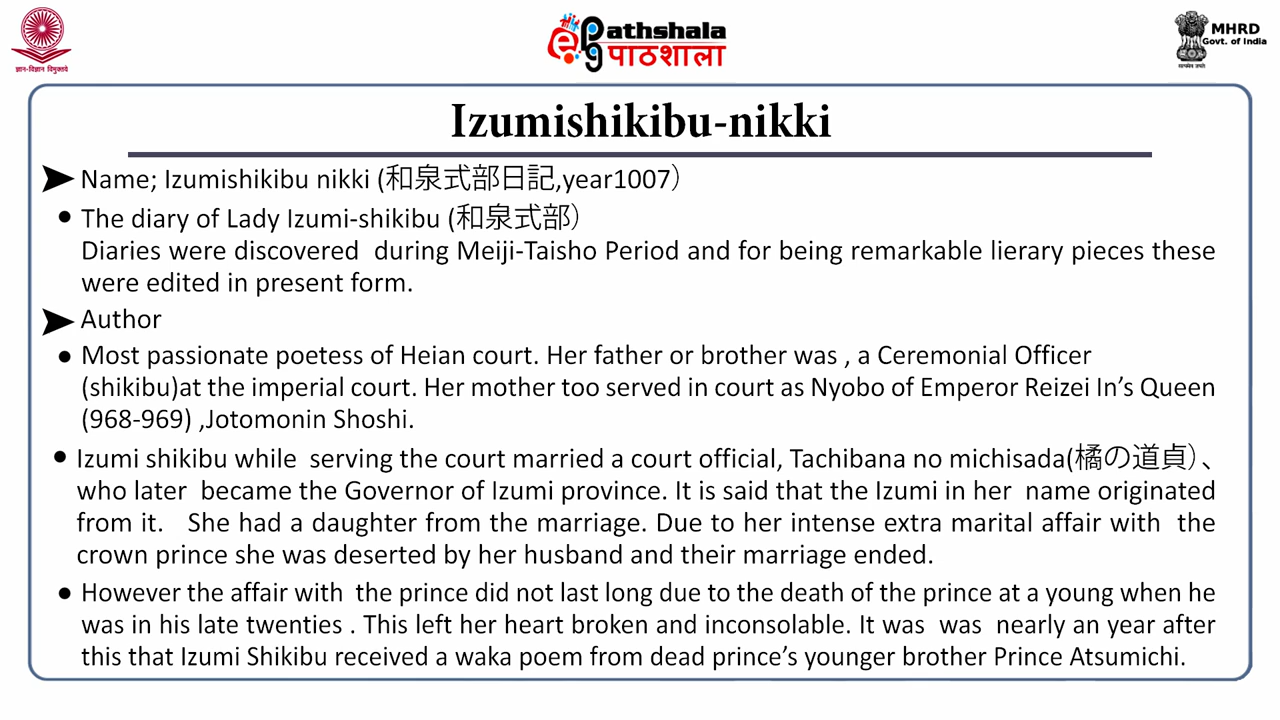 ज्ञान-विज्ञान विमुक्तये
epg Pathshala
पाठशाला
MHRD
Govt. of India
सत्यमेव जयते
Izumishikibu-nikki
Name; Izumishikibu nikki (和泉式部日記,year1007）
The diary of Lady Izumi-shikibu (和泉式部）
Diaries were discovered during Meiji-Taisho Period and for being remarkable lierary pieces these
were edited in present form.
Author
Most passionate poetess of Heian court. Her father or brother was , a Ceremonial Officer
(shikibu)at the imperial court. Her mother too served in court as Nyobo of Emperor Reizei In’s Queen
(968-969) ,Jotomonin Shoshi.
Izumi shikibu while serving the court married a court official, Tachibana no michisada(橘の道貞）、
who later became the Governor of Izumi province. It is said that the Izumi in her name originated
from it. She had a daughter from the marriage. Due to her intense extra marital affair with the
crown prince she was deserted by her husband and their marriage ended.
However the affair with the prince did not last long due to the death of the prince at a young when he
was in his late twenties . This left her heart broken and inconsolable. It was was nearly an year after
this that Izumi Shikibu received a waka poem from dead prince’s younger brother Prince Atsumichi.